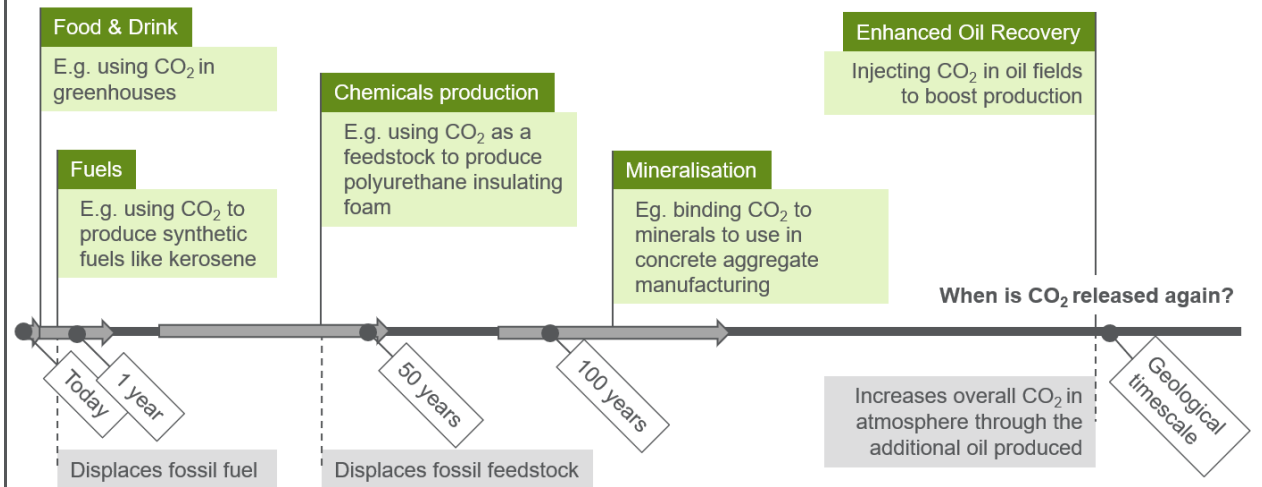 Food & Drink
E.g. using CO₂ in
greenhouses
Fuels
E.g. using CO₂ to
produce synthetic
fuels like kerosene
Chemicals production
E.g. using CO₂ as a
feedstock to produce
polyurethane insulating
foam
Mineralisation
Eg. binding CO₂ to
minerals to use in
concrete aggregate
manufacturing
Enhanced Oil Recovery
Injecting CO₂ in oil fields
to boost production
When is CO₂ released again?
Today
1 year
50 years
100 years
Geological
timescale
Displaces fossil fuel
Displaces fossil feedstock
Increases overall CO₂ in
atmosphere through the
additional oil produced